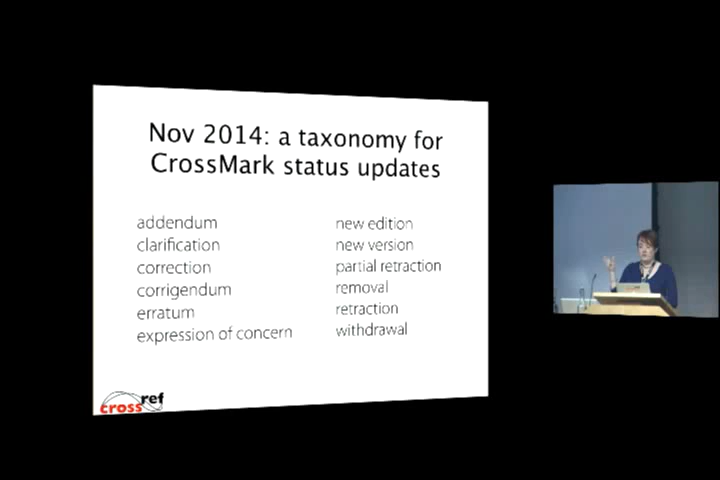 Nov 2014: a taxonomy for
CrossMark status updates
addendum
clarification
correction
corrigendum
erratum
expression of concern
new edition
new version
partial retraction
removal
retraction
withdrawal
crossref